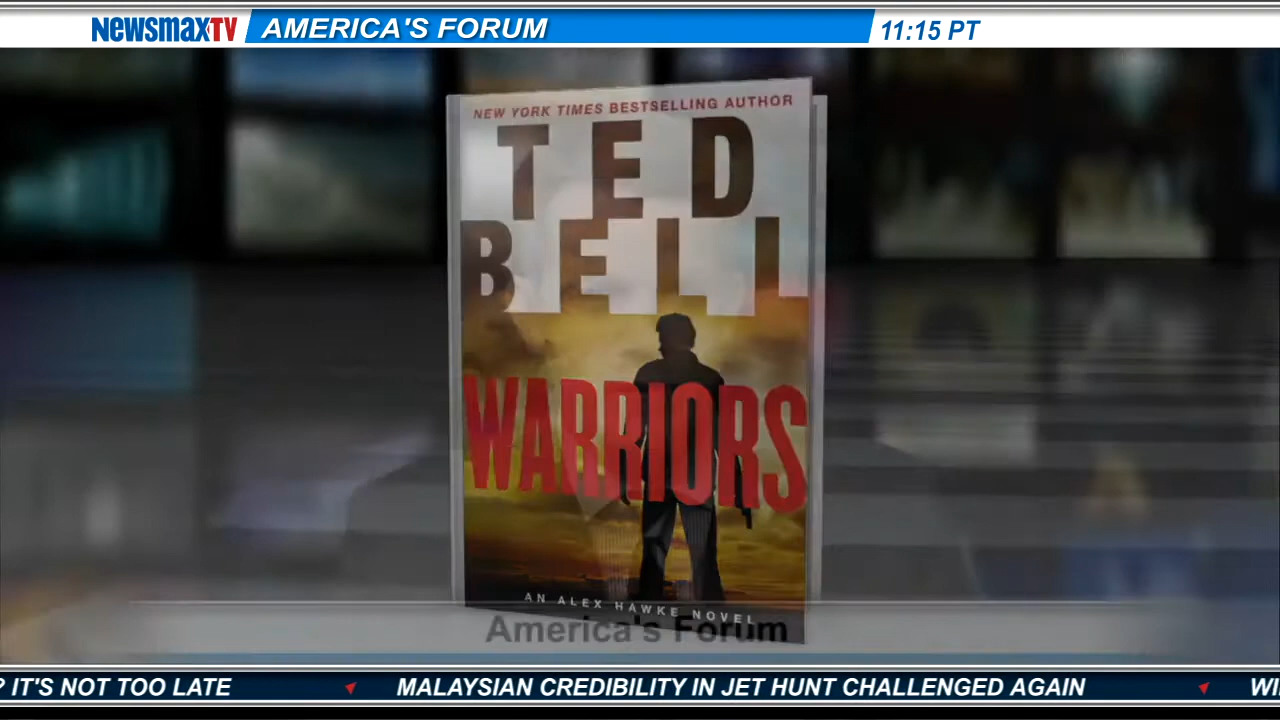 NEWSMAXTV AMERICA'S FORUM 11:15 PT
NEW YORK TIMES BESTSELLING AUTHOR
TED
BELL
WARRIORS
AN ALEX HAWKE NOVEL
America's Forum
? IT'S NOT TOO LATE MALAYSIAN CREDIBILITY IN JET HUNT CHALLENGED AGAIN